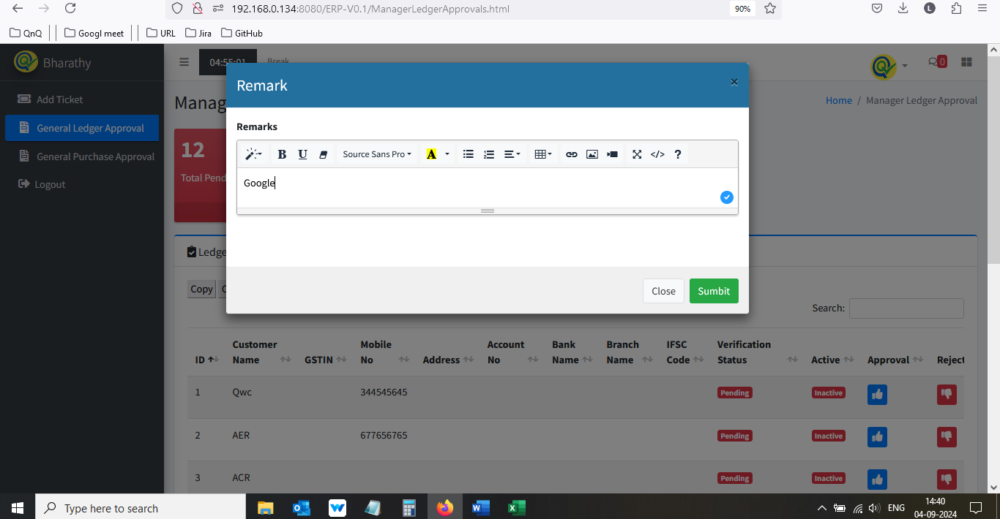 192.168.0.134:8080/ERP-V0.1/ManagerLedgerApprovals.html
90%
L
QnQ
Googl meet
URL
Jira
GitHub
Bharathy
04:55:01
Break
0
Add Ticket
General Ledger Approval
General Purchase Approval
Logout
Home / Manager Ledger Approval
12
Remark
×
Remarks
B U Source Sans Pro A </> ?
Google
Close
Sumbit
Copy
Search:
ID Customer Name GSTIN Mobile No Address Account No Bank Name Branch Name IFSC Code Verification Status Active Approval Reject
1 Qwc 344545645 Pending Inactive
2 AER 677656765 Pending Inactive
3 ACR Pending Inactive
Type here to search
ENG
14:40
04-09-2024